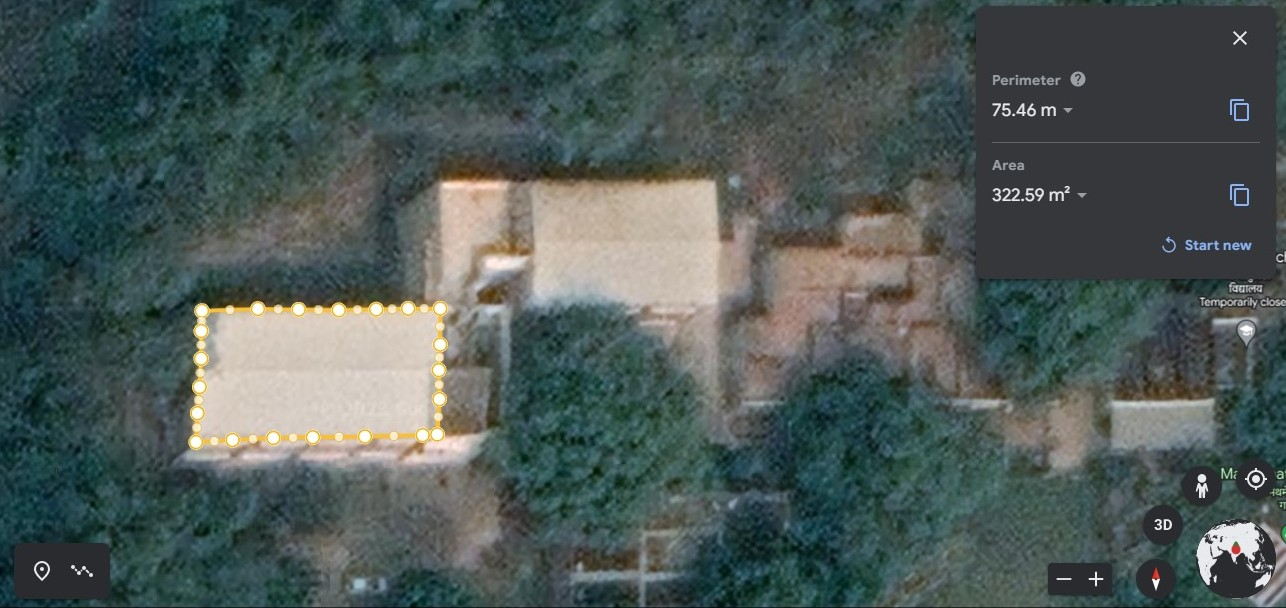 Perimeter ?
75.46 m
Area
322.59 m²
Start new
विद्यालय
Temporarily close
3D